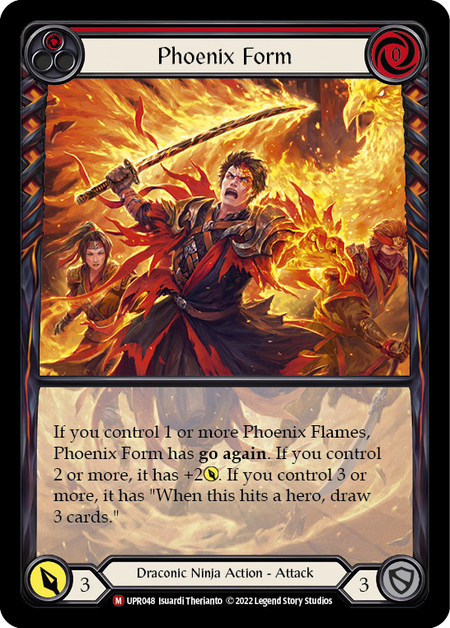 Phoenix Form
0
If you control 1 or more Phoenix Flames,
Phoenix Form has go again. If you control
2 or more, it has +2. If you control 3 or
more, it has "When this hits a hero, draw
3 cards."
3
Draconic Ninja Action - Attack
3
M UPR048 Isuardi Therianto © 2022 Legend Story Studios